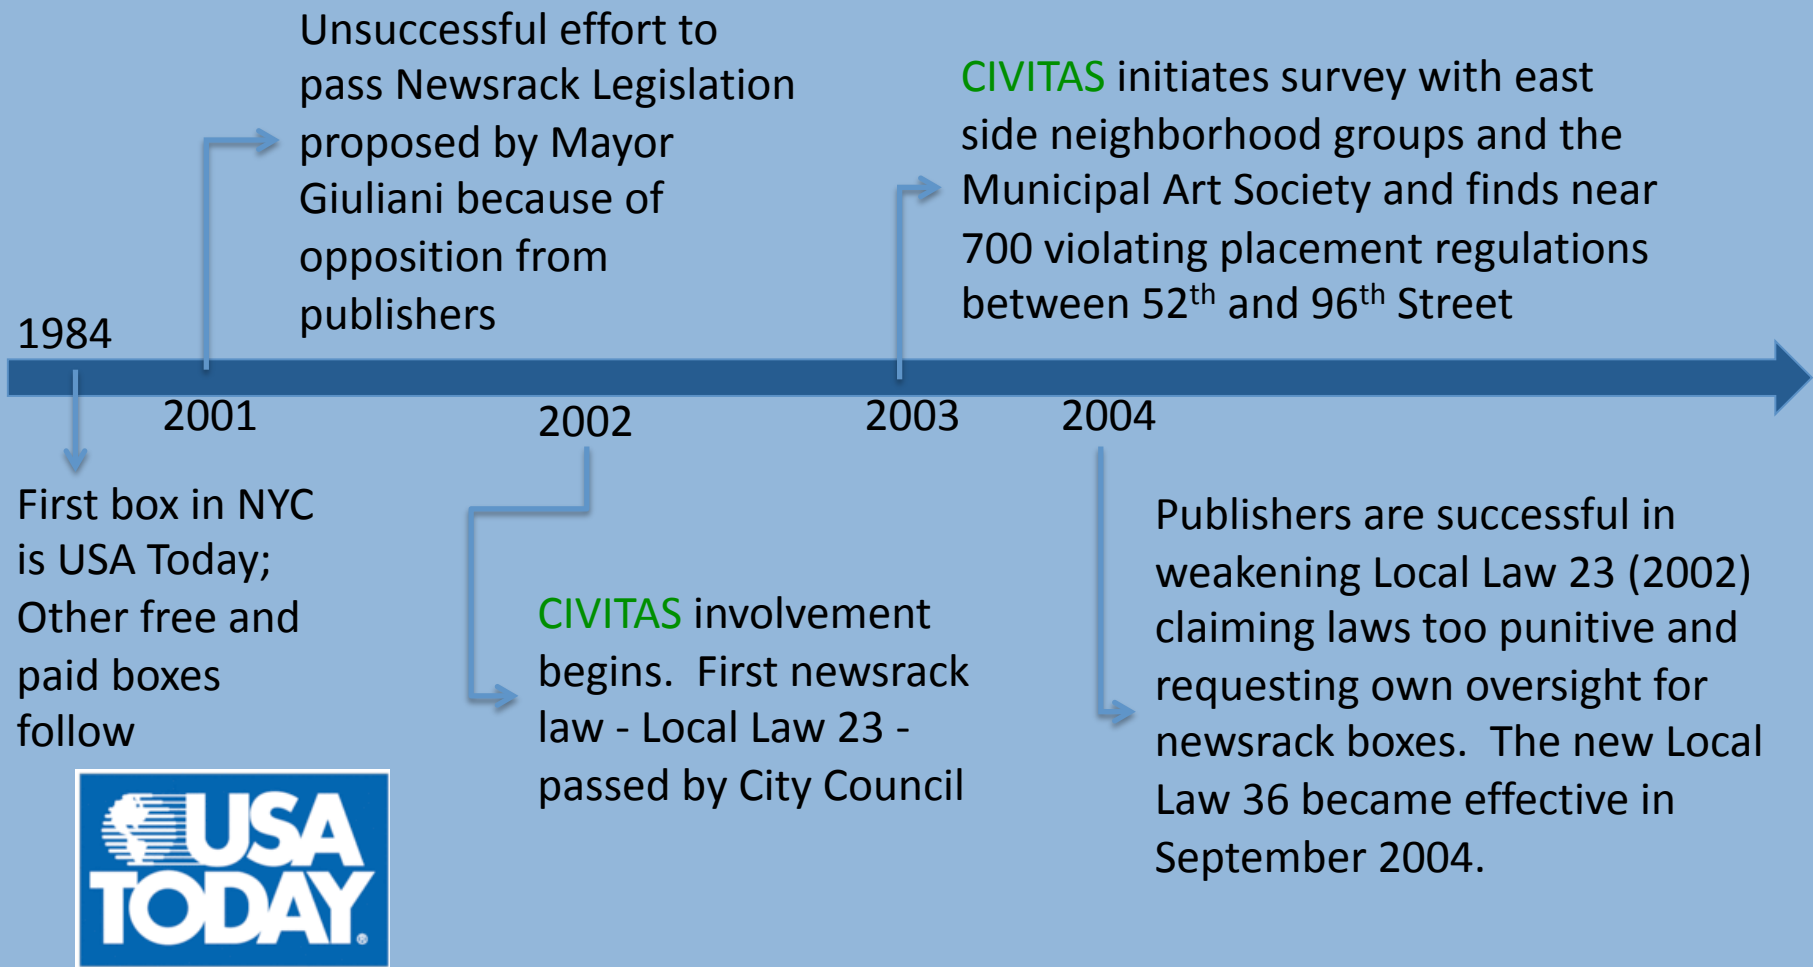 1984
First box in NYC
is USA Today;
Other free and
paid boxes
follow
USA
TODAY.
2001
Unsuccessful effort to
pass Newsrack Legislation
proposed by Mayor
Giuliani because of
opposition from
publishers
2002
CIVITAS involvement
begins.  First newsrack
law - Local Law 23 -
passed by City Council
2003
CIVITAS initiates survey with east
side neighborhood groups and the
Municipal Art Society and finds near
700 violating placement regulations
between 52th and 96th Street
2004
Publishers are successful in
weakening Local Law 23 (2002)
claiming laws too punitive and
requesting own oversight for
newsrack boxes.  The new Local
Law 36 became effective in
September 2004.